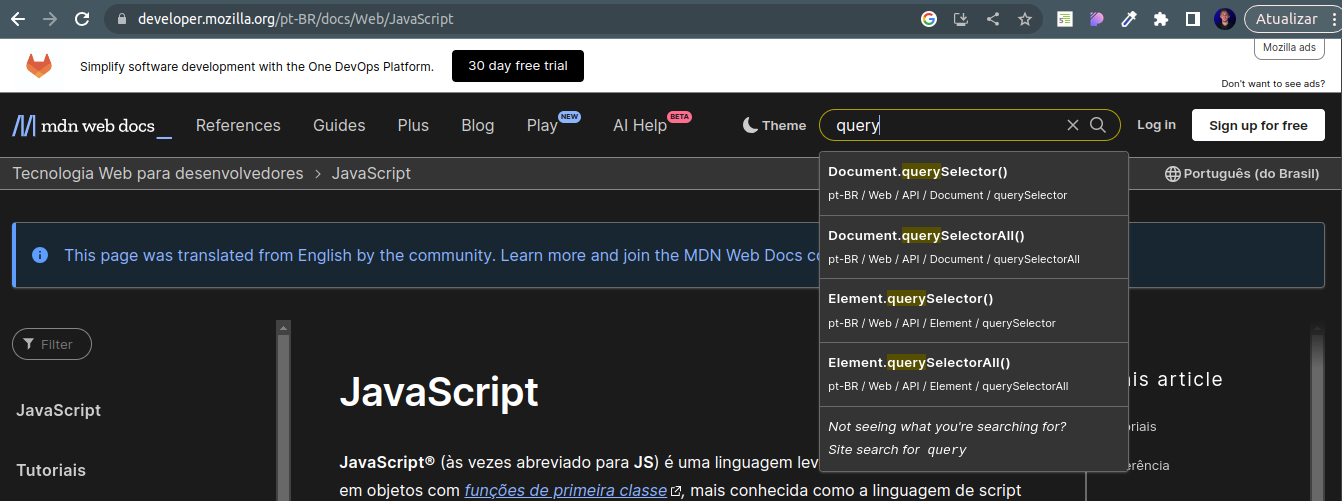 developer.mozilla.org/pt-BR/docs/Web/JavaScript
Atualizar
Simplify software development with the One DevOps Platform.
30 day free trial
Mozilla ads
Don't want to see ads?
mdn web docs
References
Guides
Plus
Blog
Play NEW
AI Help BETA
Theme
query
Log in
Sign up for free
Tecnologia Web para desenvolvedores > JavaScript
Português (do Brasil)
Document.querySelector()
pt-BR / Web / API / Document / querySelector
Document.querySelectorAll()
pt-BR / Web / API / Document / querySelectorAll
Element.querySelector()
pt-BR / Web / API / Element / querySelector
Element.querySelectorAll()
pt-BR / Web / API / Element / querySelectorAll
Not seeing what you're searching for?
Site search for query
This page was translated from English by the community. Learn more and join the MDN Web Docs
Filter
JavaScript
Tutoriais
JavaScript
JavaScript® (às vezes abreviado para JS) é uma linguagem
em objetos com funções de primeira classe, mais conhecida como a linguagem de script
article